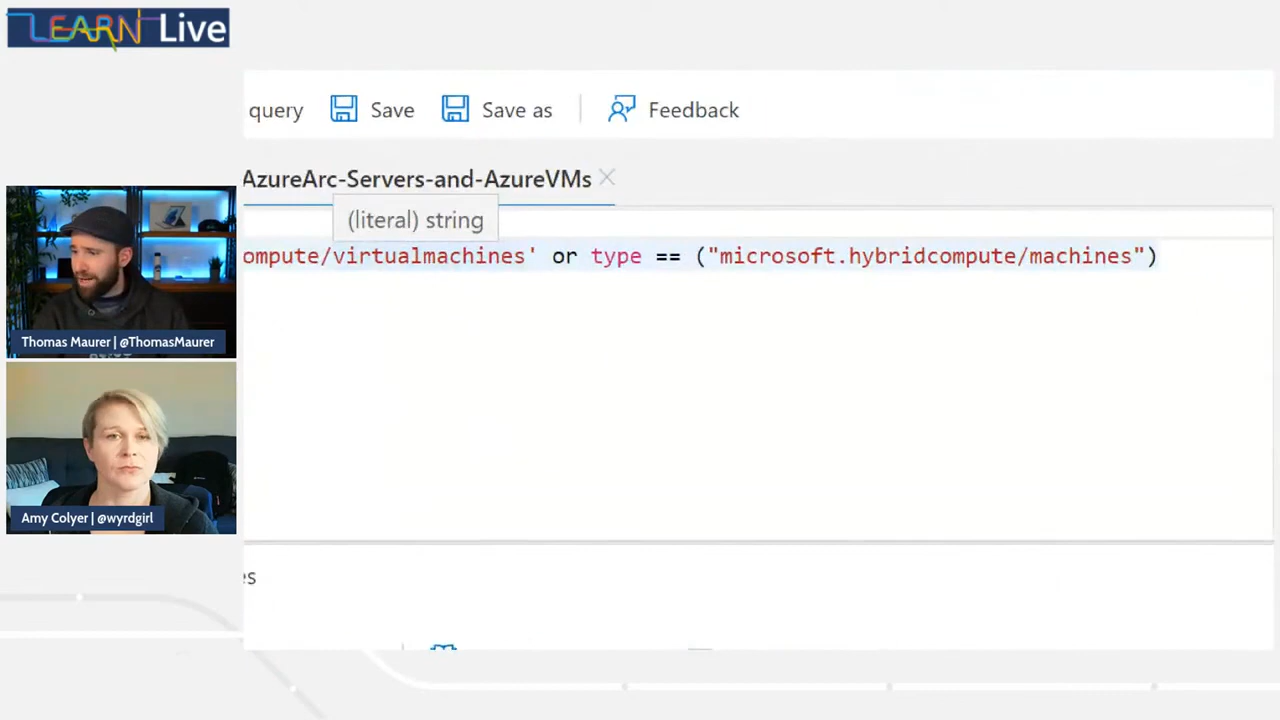 LEARN Live
query Save Save as Feedback
AzureArc-Servers-and-AzureVMs
(literal) string
ompute/virtualmachines' or type == ("microsoft.hybridcompute/machines")
Thomas Maurer | @ThomasMaurer
Amy Colyer | @wyrdgirl
es